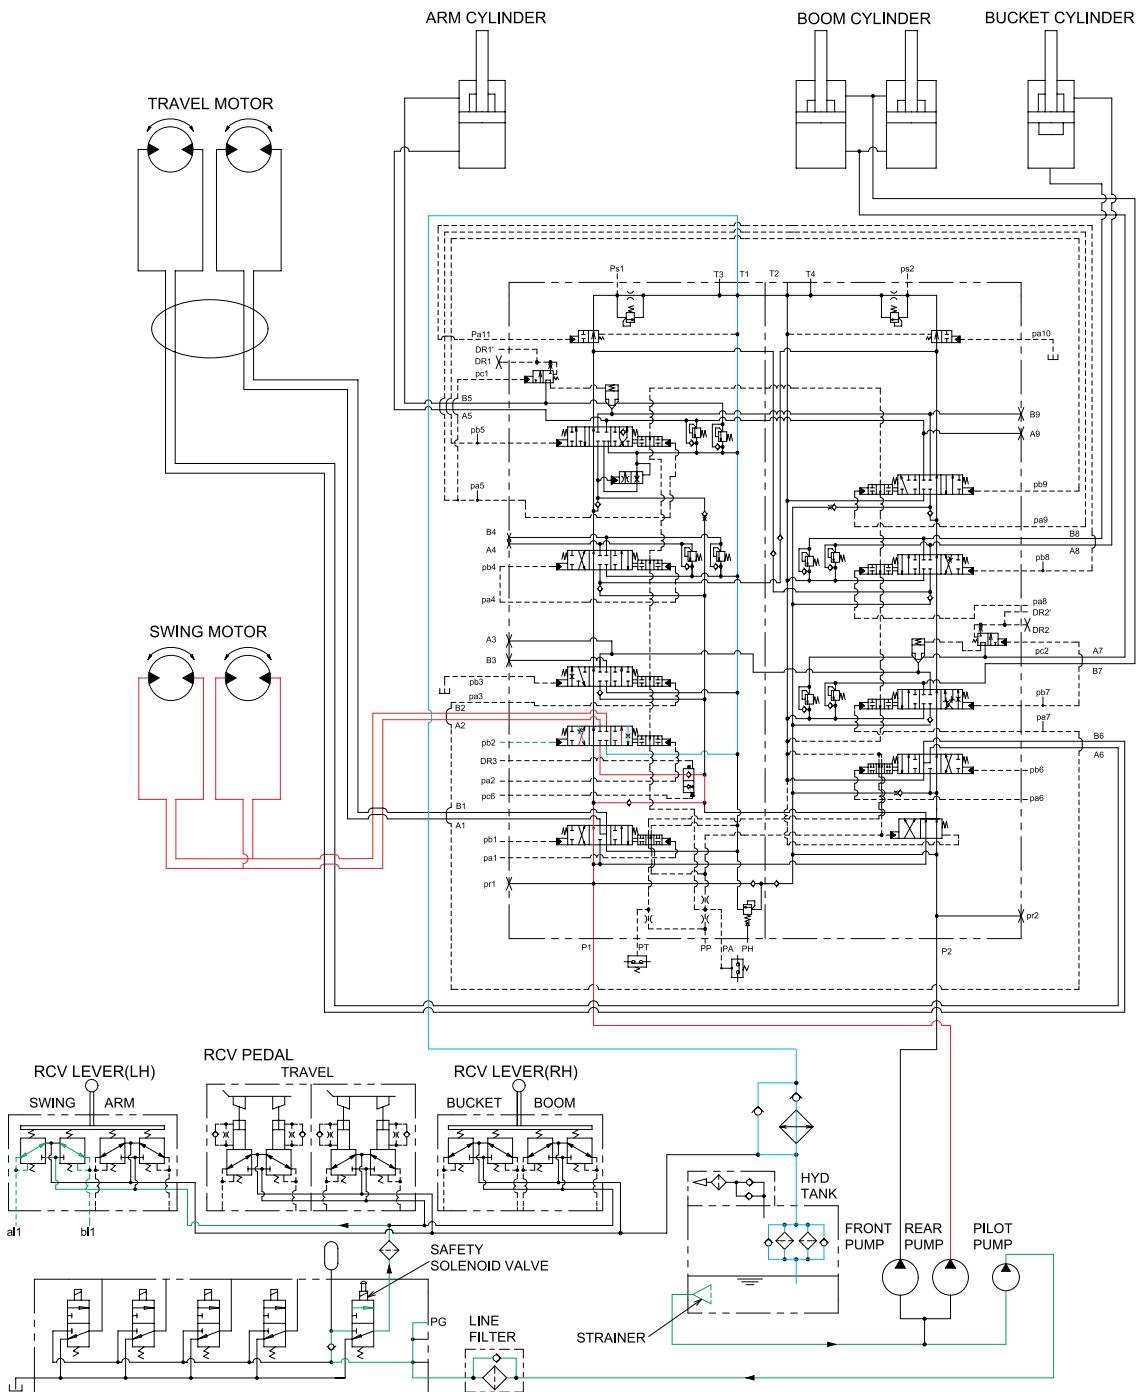 ARM CYLINDER
BOOM CYLINDER
BUCKET CYLINDER
TRAVEL MOTOR
Ps1
T3
T1
T2
T4
ps2
Pa11
pa10
DR1'
DR1
pc1
B5
A5
B9
A9
pb5
pa5
pb9
pa9
B4
A4
B8
A8
pb4
pb8
pa4
pa8
DR2'
DR2
SWING MOTOR
A3
B3
pc2
A7
B7
pb3
pa3
pb7
B2
A2
pa7
pb2
B6
A6
DR3
pa2
pb6
pc6
pa6
B1
A1
pb1
pa1
pr1
pr2
P1
PT
PP
PA
PH
P2
RCV LEVER(LH)
SWING
ARM
RCV PEDAL
TRAVEL
RCV LEVER(RH)
BUCKET
BOOM
al1
bl1
HYD
TANK
FRONT
PUMP
REAR
PUMP
PILOT
PUMP
SAFETY
SOLENOID VALVE
PG
LINE
FILTER
STRAINER